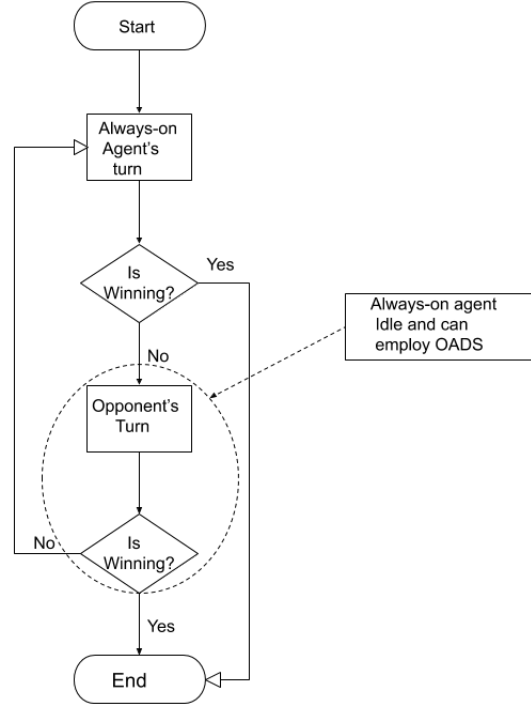 Start
Always-on
Agent's
turn
Is
Winning?
Yes
No
Always-on agent
Idle and can
employ OADS
Opponent's
Turn
Is
Winning?
No
Yes
End